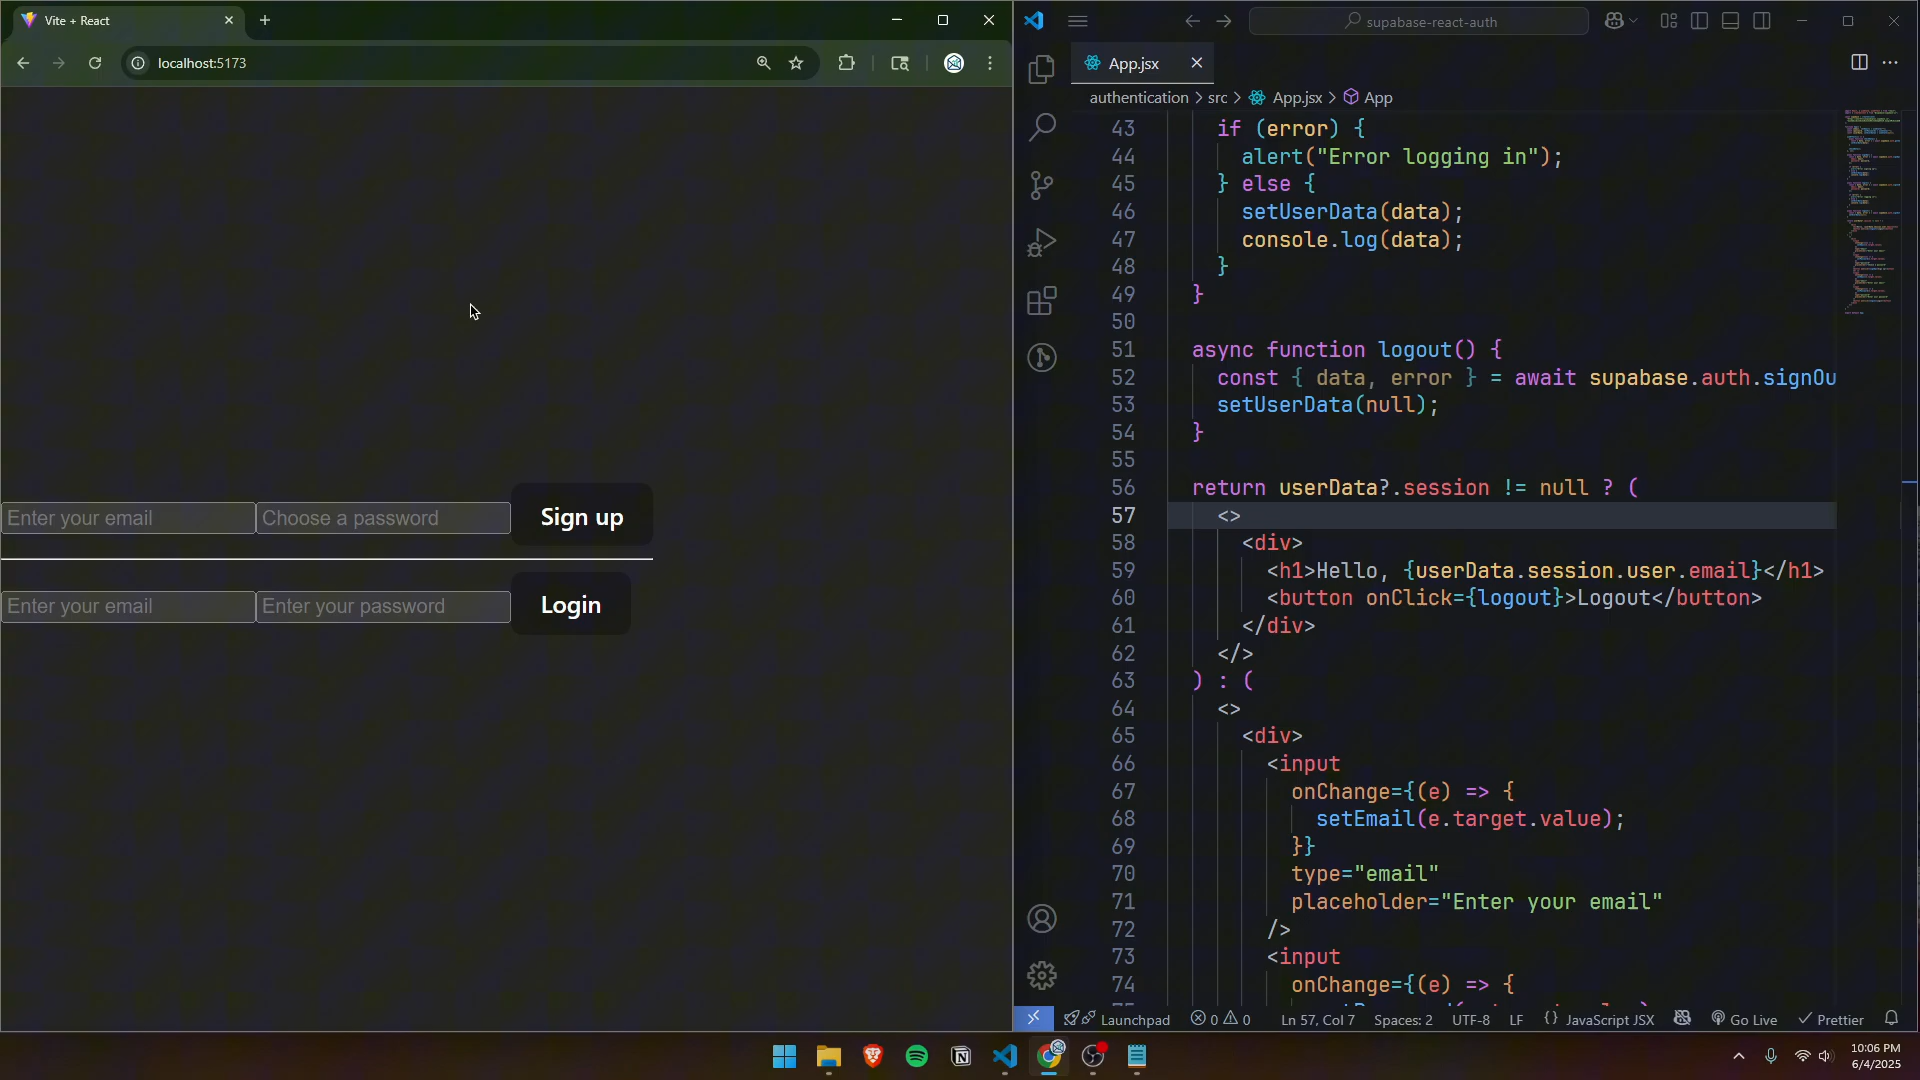 Vite + React
localhost:5173
Enter your email
Choose a password
Sign up
Enter your email
Enter your password
Login
supabase-react-auth
App.jsx
authentication > src > App.jsx > App
43 if (error) {
44 alert("Error logging in");
45 } else {
46 setUserData(data);
47 console.log(data);
48 }
49 }
50
51 async function logout() {
52 const { data, error } = await supabase.auth.signOu
53 setUserData(null);
54 }
55
56 return userData?.session != null ? (
57 <>
58 <div>
59 <h1>Hello, {userData.session.user.email}</h1>
60 <button onClick={logout}>Logout</button>
61 </div>
62 </>
63 ) : (
64 <>
65 <div>
66 <input
67 onChange={(e) => {
68 setEmail(e.target.value);
69 }}
70 type="email"
71 placeholder="Enter your email"
72 />
73 <input
74 onChange={(e) => {
Launchpad
0 0
Ln 57, Col 7
Spaces: 2
UTF-8
LF
{} JavaScript JSX
Go Live
Prettier
10:06 PM
6/4/2025